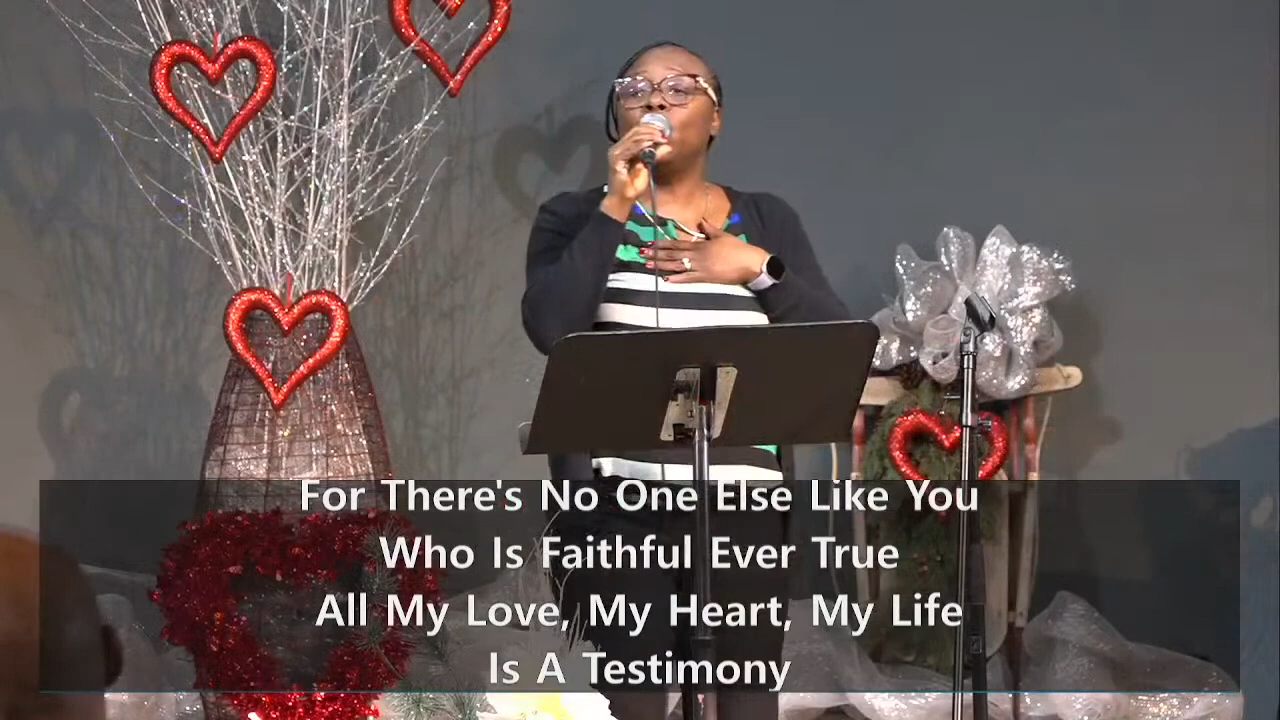 For There's No One Else Like You
Who Is Faithful Ever True
All My Love, My Heart, My Life
Is A Testimony